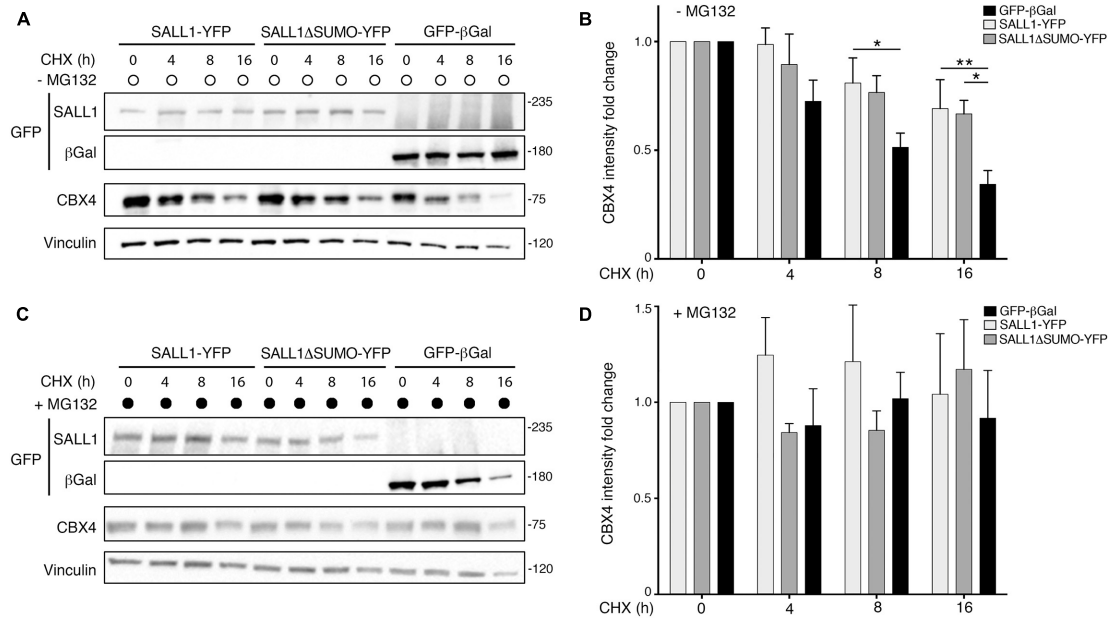 A
SALL1-YFP SALL1ΔSUMO-YFP GFP-βGal
CHX (h) 0 4 8 16 0 4 8 16 0 4 8 16
- MG132
GFP
SALL1 -235
βGal -180
CBX4 -75
Vinculin -120
B
- MG132
GFP-βGal
SALL1-YFP
SALL1ΔSUMO-YFP
CBX4 intensity fold change
1.0
0.5
0
* ** *
CHX (h) 0 4 8 16
C
SALL1-YFP SALL1ΔSUMO-YFP GFP-βGal
CHX (h) 0 4 8 16 0 4 8 16 0 4 8 16
+ MG132
GFP
SALL1 -235
βGal -180
CBX4 -75
Vinculin -120
D
+ MG132
GFP-βGal
SALL1-YFP
SALL1ΔSUMO-YFP
CBX4 intensity fold change
1.5
1.0
0.5
0
CHX (h) 0 4 8 16